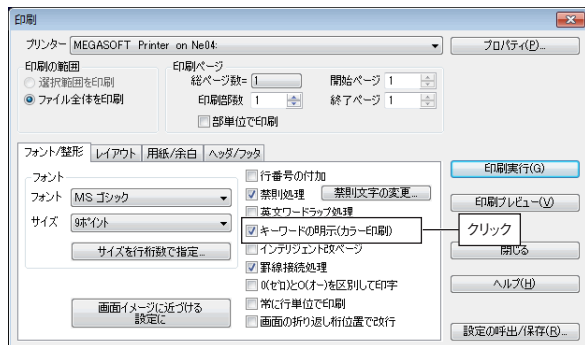 印刷
プリンター MEGASOFT Printer on Ne04: プロパティ(P)...
印刷の範囲
選択範囲を印刷
ファイル全体を印刷
印刷ページ
総ページ数= 1 開始ページ 1
印刷部数 1 終了ページ 1
部単位で印刷
フォント/整形 レイアウト 用紙/余白 ヘッダ/フッタ
フォント
フォント MS ゴシック
サイズ 9ポイント
サイズを行桁数で指定...
画面イメージに近づける
設定に
行番号の付加
禁則処理 禁則文字の変更...
英文ワードラップ処理
キーワードの明示(カラー印刷)
インテリジェント改ページ
罫線接続処理
0(ゼロ)とO(オー)を区別して印字
常に行単位で印刷
画面の折り返し桁位置で改行
クリック
印刷実行(G)
印刷プレビュー(V)
閉じる
ヘルプ(H)
設定の呼出/保存(R)...